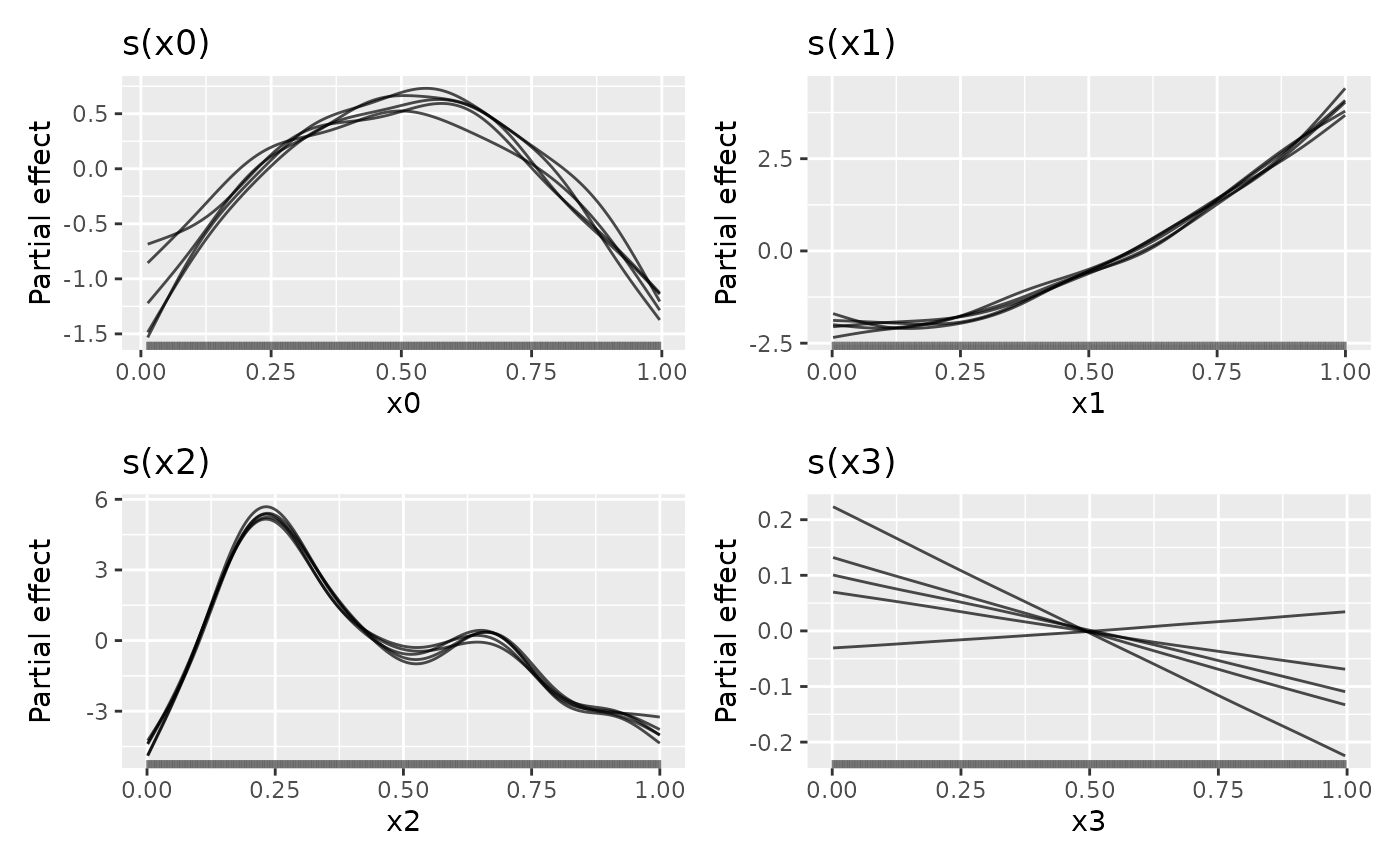 s(x0)
Partial effect
0.5
0.0
-0.5
-1.0
-1.5
0.00 0.25 0.50 0.75 1.00
x0
s(x1)
Partial effect
2.5
0.0
-2.5
0.00 0.25 0.50 0.75 1.00
x1
s(x2)
Partial effect
6
3
0
-3
0.00 0.25 0.50 0.75 1.00
x2
s(x3)
Partial effect
0.2
0.1
0.0
-0.1
-0.2
0.00 0.25 0.50 0.75 1.00
x3